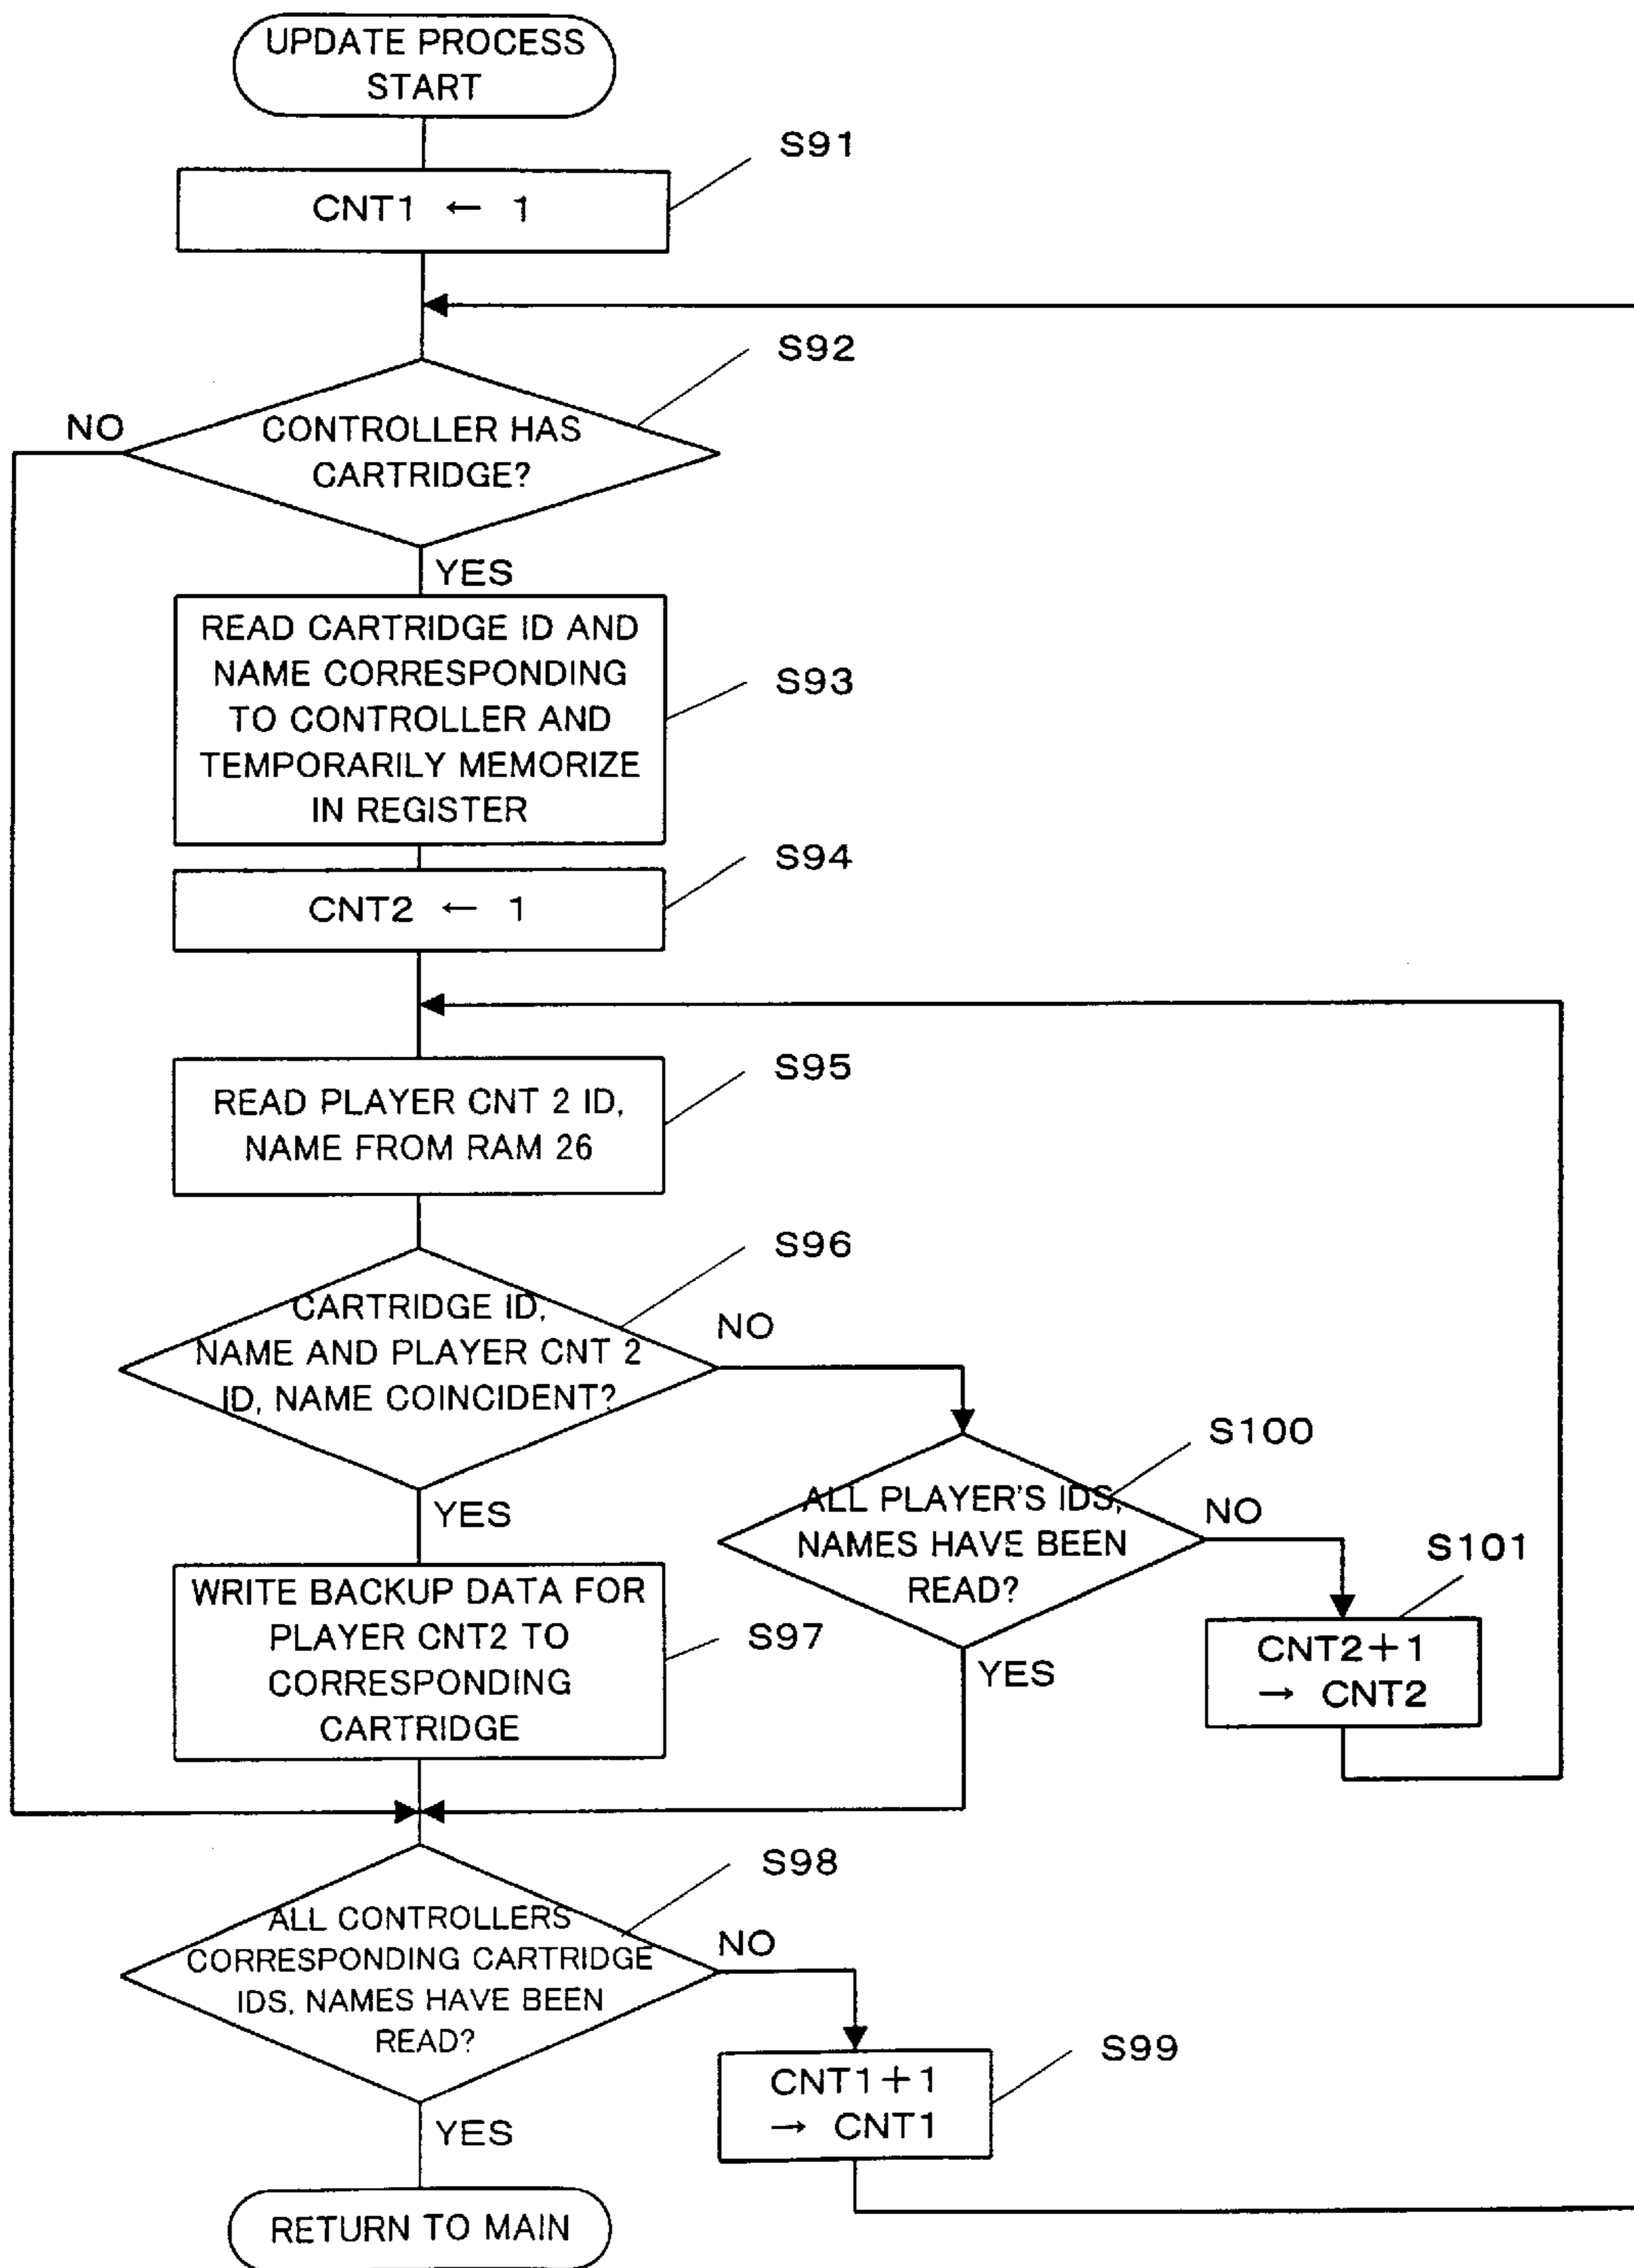 UPDATE PROCESS
START
S91
CNT1 ← 1
S92
NO
CONTROLLER HAS
CARTRIDGE?
YES
READ CARTRIDGE ID AND
NAME CORRESPONDING
TO CONTROLLER AND
TEMPORARILY MEMORIZE
IN REGISTER
S93
S94
CNT2 ← 1
S95
READ PLAYER CNT 2 ID,
NAME FROM RAM 26
S96
CARTRIDGE ID,
NAME AND PLAYER CNT 2
ID, NAME COINCIDENT?
NO
YES
S100
ALL PLAYER'S IDS,
NAMES HAVE BEEN
READ?
NO
YES
S101
CNT2+1
→ CNT2
WRITE BACKUP DATA FOR
PLAYER CNT2 TO
CORRESPONDING
CARTRIDGE
S97
S98
ALL CONTROLLERS
CORRESPONDING CARTRIDGE
IDS, NAMES HAVE BEEN
READ?
NO
YES
S99
CNT1+1
→ CNT1
RETURN TO MAIN